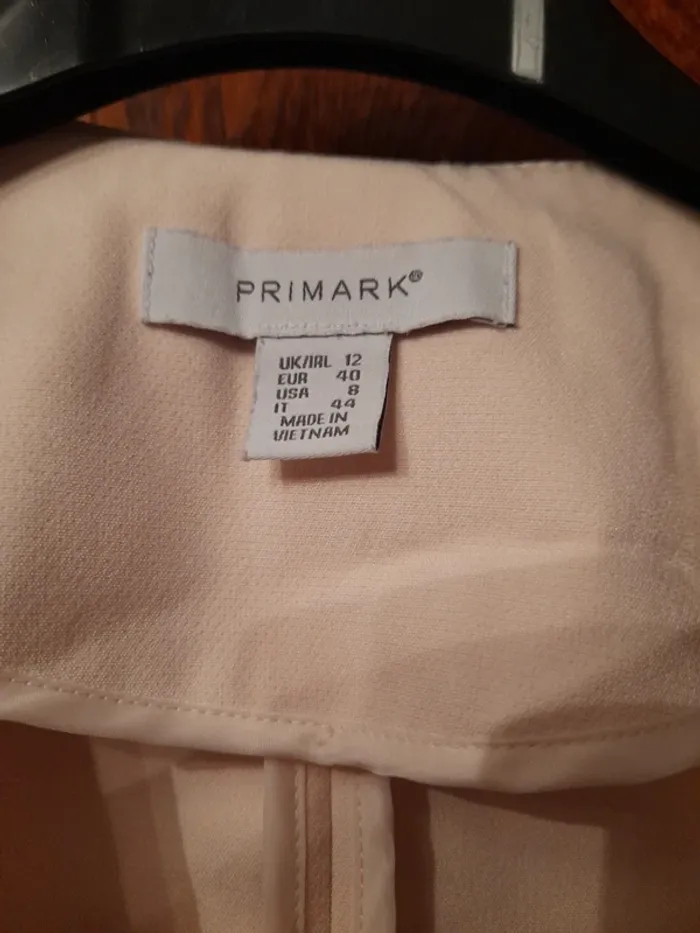 PRIMARK®
UK/IRL 12
EUR 40
USA 8
IT 44
MADE IN
VIETNAM